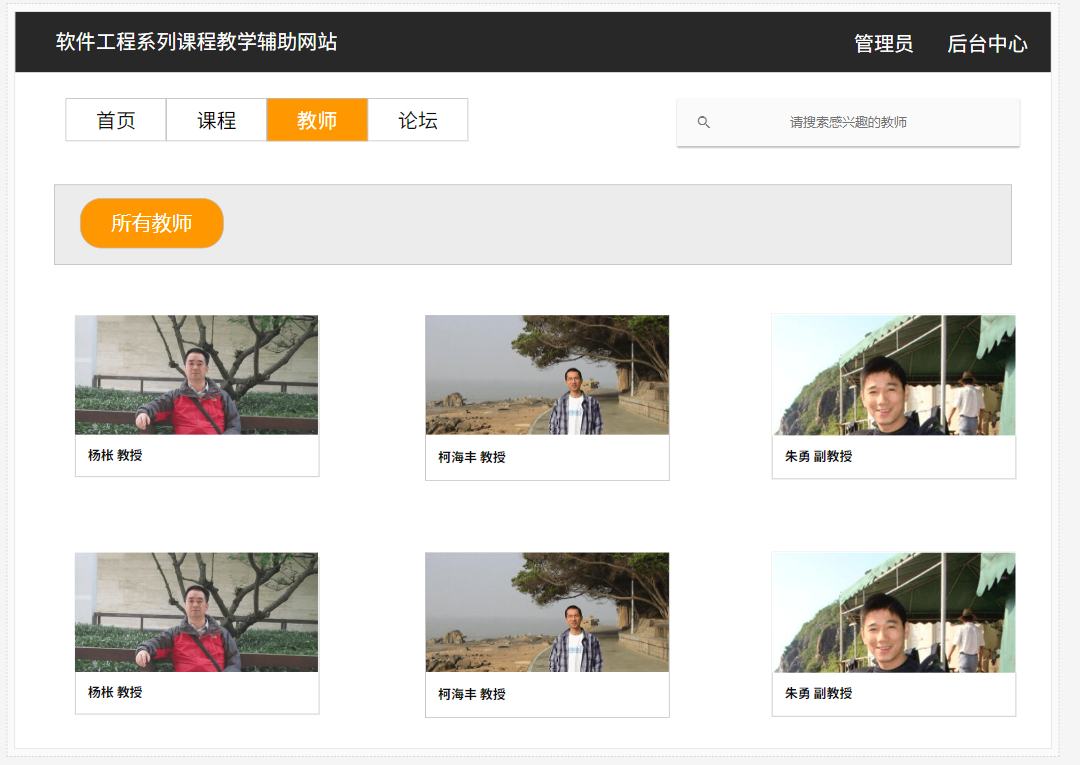 软件工程系列课程教学辅助网站 管理员 后台中心
首页 课程 教师 论坛 请搜索感兴趣的教师
所有教师
杨枨 教授 柯海丰 教授 朱勇 副教授
杨枨 教授 柯海丰 教授 朱勇 副教授